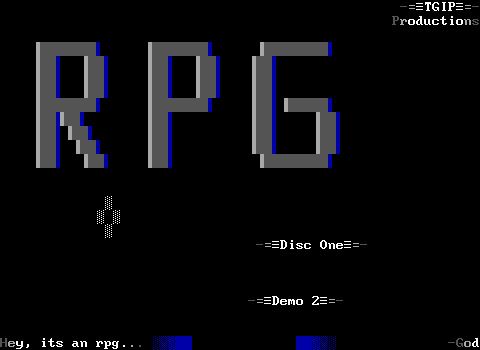 -=≡TGIP≡=-
Productions
RPG
-=≡Disc One≡=-
-=≡Demo 2≡=-
Hey, its an rpg...
-God